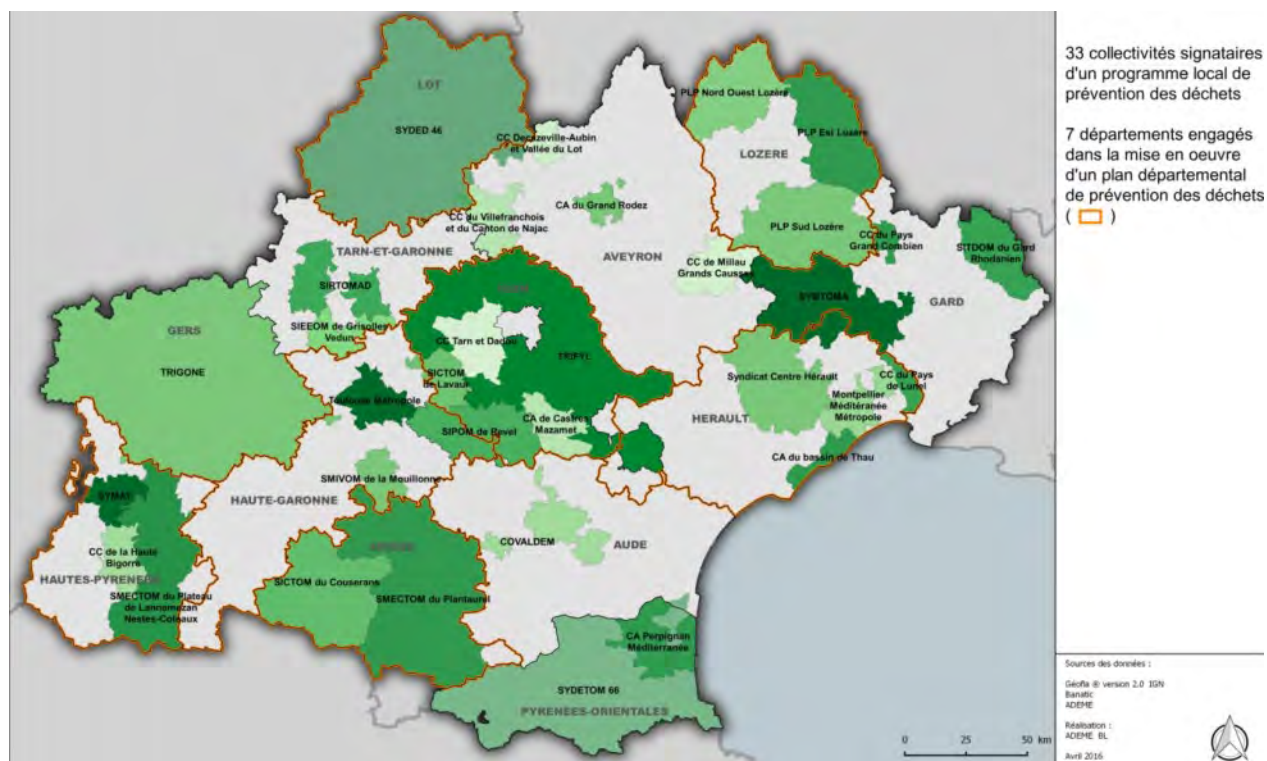 33 collectivités signataires
d'un programme local de
prévention des déchets
7 départements engagés
dans la mise en oeuvre
d'un plan départemental
de prévention des déchets
( )
LOT
SYDED 46
PLP Nord Ouest Lozère
PLP Est Lozère
CC Decazeville-Aubin
et Vallée du Lot
LOZERE
CA du Grand Rodez
CC du Villefranchois
et du Canton de Najac
PLP Sud Lozère
CC du Pays
Grand Combien
SITDOM du Gard
Rhodanien
TARN-ET-GARONNE
AVEYRON
CC de Millau
Grands Causses
SIRTOMAD
TARN
SYMTOMA
GARD
GERS
SIEEOM de Grisolles
Vedun
CC Tarn et Dadou
TRIFYL
TRIGONE
SICTOM
de Lavaur
Syndicat Centre Hérault
CC du Pays
de Lunel
Toulouse Métropole
Montpellier
Méditéranée
Métropole
CA de Castres
Mazamet
HERAULT
SIPOM de Revel
CA du bassin de Thau
SMIVOM de la Mouillonne
SYMAT
HAUTE-GARONNE
COVALDEM
AUDE
ARIEGE
CC de la Haute
Bigorre
HAUTES-PYRENEES
SICTOM du Couserans
SMECTOM du Plantaurel
SMECTOM du Plateau
de Lannemezan
Nestes-Coteaux
CA Perpignan
Méditerranée
SYDETOM 66
PYRENEES-ORIENTALES
0 25 50 km
Sources des données :
Géofla ® version 2.0 IGN
Banatic
ADEME
Réalisation :
ADEME BL
Avril 2016